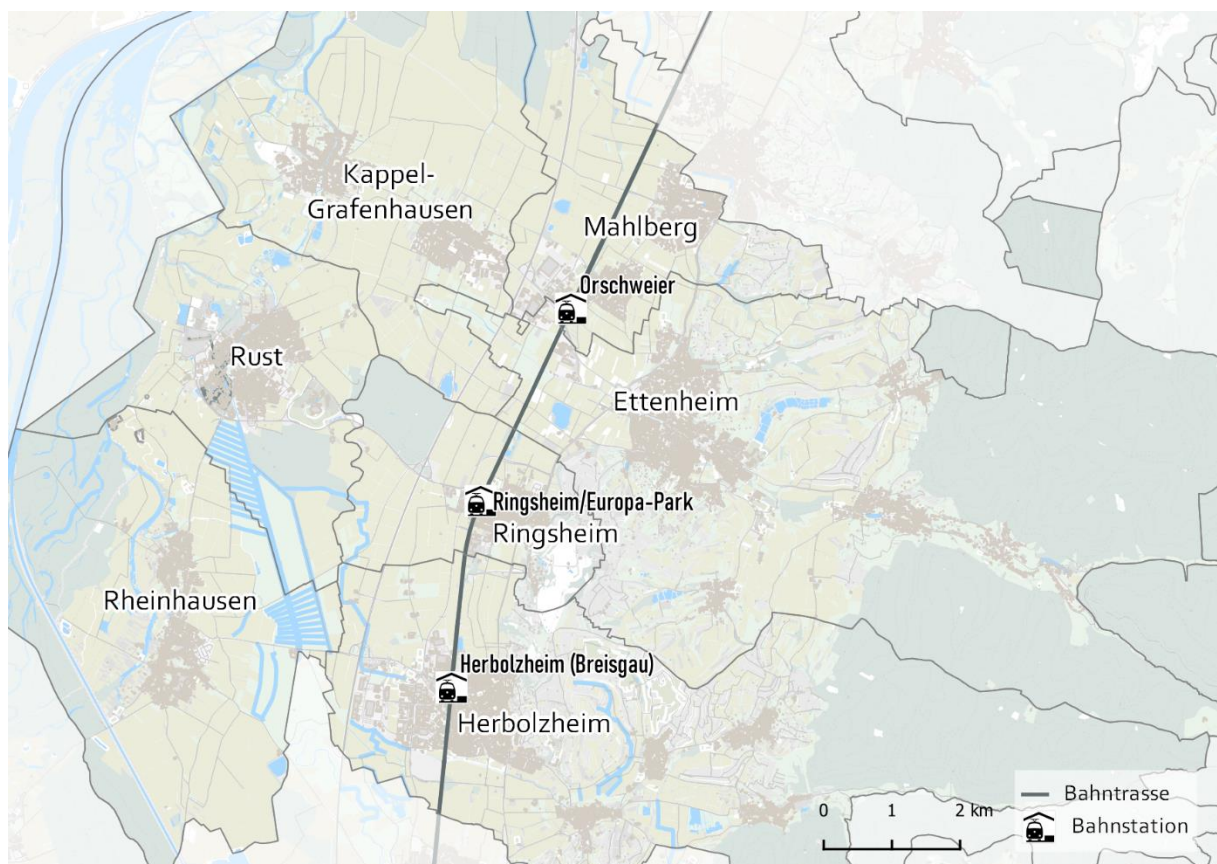 Kappel-
Grafenhausen
Mahlberg
Orschweier
Rust
Ettenheim
Ringsheim/Europa-Park
Ringsheim
Rheinhausen
Herbolzheim (Breisgau)
Herbolzheim
0 1 2 km
Bahntrasse
Bahnstation